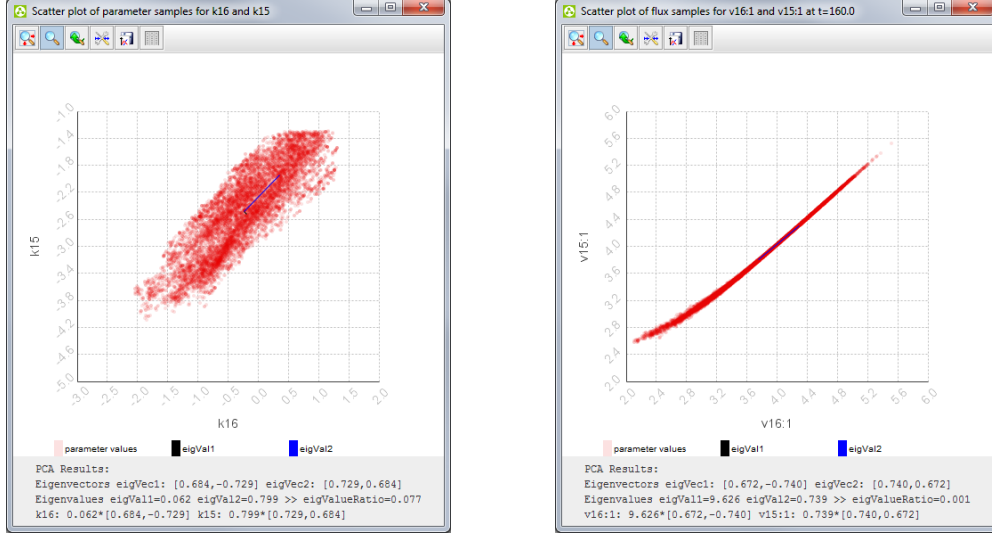 Scatter plot of parameter samples for k16 and k15
-1.0
-1.4
-1.8
-2.2
-2.6
-3.0
-3.4
-3.8
-4.2
-4.6
-5.0
k15
-3.0 -2.5 -2.0 -1.5 -1.0 -0.5 0.0 0.5 1.0 1.5 2.0
k16
parameter values eigVal1 eigVal2
PCA Results:
Eigenvectors eigVec1: [0.684,-0.729] eigVec2: [0.729,0.684]
Eigenvalues eigVal1=0.062 eigVal2=0.799 >> eigValueRatio=0.077
k16: 0.062*[0.684,-0.729] k15: 0.799*[0.729,0.684]
Scatter plot of flux samples for v16:1 and v15:1 at t=160.0
6.0
5.6
5.2
4.8
4.4
4.0
3.6
3.2
2.8
2.4
2.0
v15:1
2.0 2.4 2.8 3.2 3.6 4.0 4.4 4.8 5.2 5.6 6.0
v16:1
parameter values eigVal1 eigVal2
PCA Results:
Eigenvectors eigVec1: [0.672,-0.740] eigVec2: [0.740,0.672]
Eigenvalues eigVal1=9.626 eigVal2=0.739 >> eigValueRatio=0.001
v16:1: 9.626*[0.672,-0.740] v15:1: 0.739*[0.740,0.672]